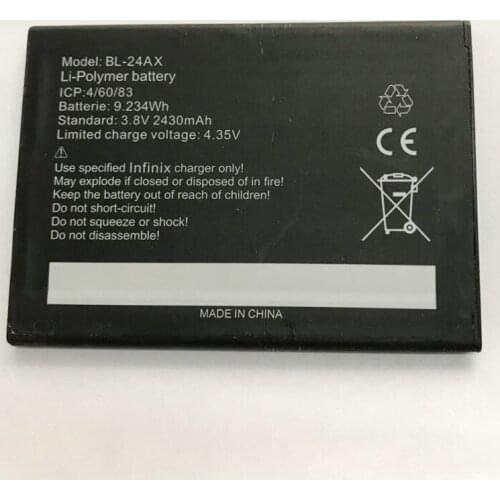 Model: BL-24AX
Li-Polymer battery
ICP:4/60/83
Batterie: 9.234Wh
Standard: 3.8V 2430mAh
Limited charge voltage: 4.35V
Use specified Infinix charger only!
May explode if closed or disposed of in fire!
Keep the battery out of reach of children!
Do not short-circuit!
Do not squeeze or shock!
Do not disassemble!
CE
MADE IN CHINA